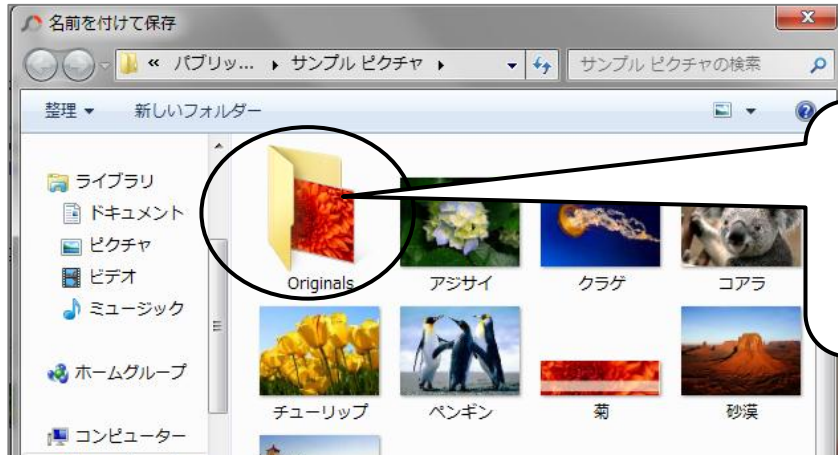 名前を付けて保存
« パブリッ... ▸ サンプル ピクチャ ▸
サンプル ピクチャの検索
整理 ▼ 新しいフォルダー
ライブラリ
ドキュメント
ピクチャ
ビデオ
ミュージック
ホームグループ
コンピューター
Originals
アジサイ
クラゲ
コアラ
チューリップ
ペンギン
菊
砂漠